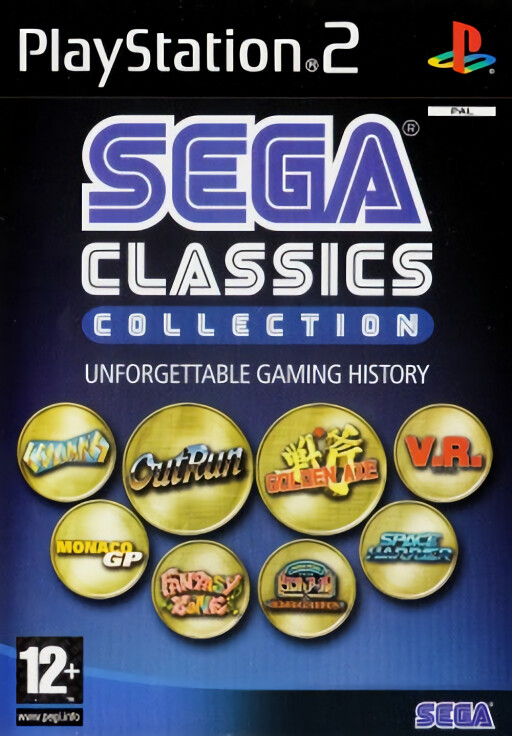 PlayStation®2
PAL
SEGA®
CLASSICS
COLLECTION
UNFORGETTABLE GAMING HISTORY
OutRun
戦斧
GOLDEN AXE
V.R.
MONACO
GP
SPACE
HARRIER
FANTASY
ZONE
12+
www.pegi.info
SEGA